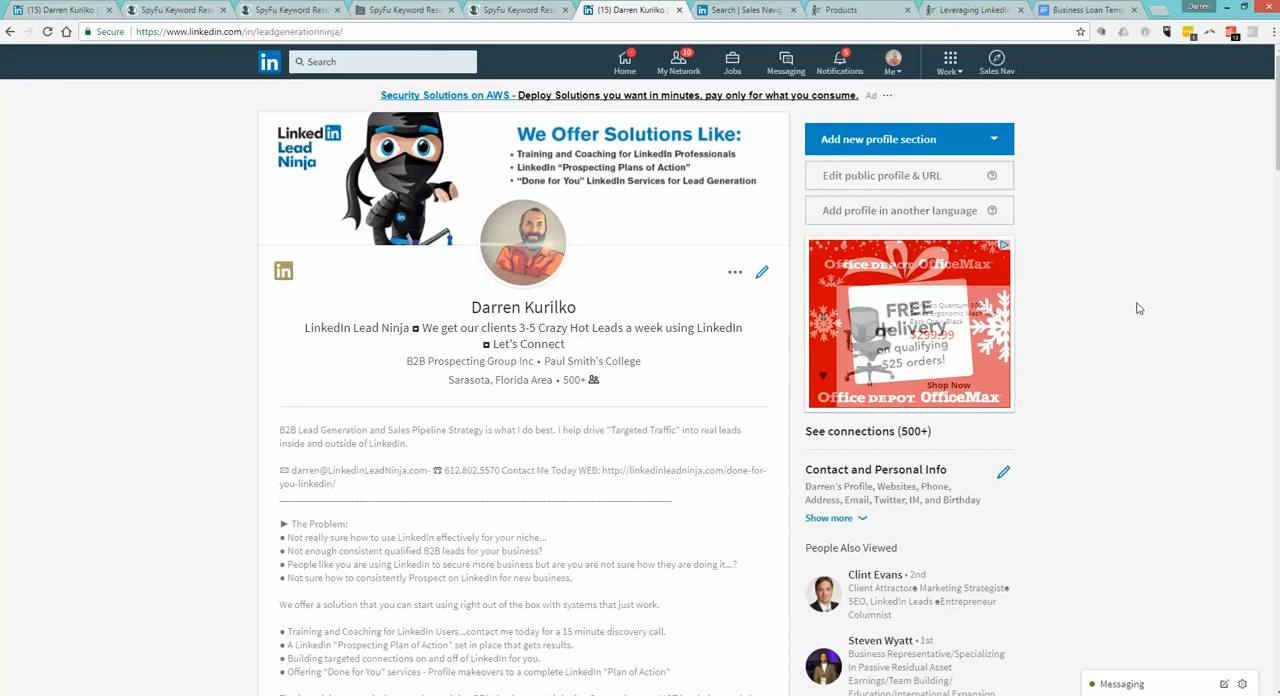 (15) Darren Kurilko
SpyFu Keyword Rese
SpyFu Keyword Rese
SpyFu Keyword Rese
SpyFu Keyword Rese
(15) Darren Kurilko
Search | Sales Navig
Products
Leveraging LinkedIn
Business Loan Temp
Darren
Secure
https://www.linkedin.com/in/leadgenerationninja/
in
Search
Home
10
My Network
Jobs
Messaging
5
Notifications
Me
Work
Sales Nav
Security Solutions on AWS - Deploy Solutions you want in minutes, pay only for what you consume. Ad ···
Linked in
Lead
Ninja
We Offer Solutions Like:
• Training and Coaching for LinkedIn Professionals
• LinkedIn "Prospecting Plans of Action"
• "Done for You" LinkedIn Services for Lead Generation
in
in
Darren Kurilko
LinkedIn Lead Ninja ◘ We get our clients 3-5 Crazy Hot Leads a week using LinkedIn
◘ Let's Connect
B2B Prospecting Group Inc • Paul Smith's College
Sarasota, Florida Area • 500+
B2B Lead Generation and Sales Pipeline Strategy is what I do best. I help drive "Targeted Traffic" into real leads
inside and outside of LinkedIn.
✉ darren@LinkedInLeadNinja.com- ☎ 612.802.5570 Contact Me Today WEB: http://linkedinleadninja.com/done-for-
you-linkedin/
► The Problem:
● Not really sure how to use LinkedIn effectively for your niche...
● Not enough consistent qualified B2B leads for your business?
● People like you are using LinkedIn to secure more business but are you are not sure how they are doing it...?
● Not sure how to consistently Prospect on LinkedIn for new business.
We offer a solution that you can start using right out of the box with systems that just work.
● Training and Coaching for LinkedIn Users...contact me today for a 15 minute discovery call.
● A LinkedIn "Prospecting Plan of Action" set in place that gets results.
● Building targeted connections on and off of LinkedIn for you.
● Offering "Done for You" services - Profile makeovers to a complete LinkedIn "Plan of Action"
Add new profile section
Edit public profile & URL
Add profile in another language
Office DEPOT OfficeMax
FREE
delivery
on qualifying
$25 orders!
$299.99
Shop Now
Office DEPOT OfficeMax
See connections (500+)
Contact and Personal Info
Darren's Profile, Websites, Phone,
Address, Email, Twitter, IM, and Birthday
Show more
People Also Viewed
Clint Evans • 2nd
Client Attractor♠ Marketing Strategist♠
SEO, LinkedIn Leads ♠Entrepreneur
Columnist
Steven Wyatt • 1st
Business Representative/Specializing
In Passive Residual Asset
Earnings/Team Building/
Education/International Expansion
Messaging